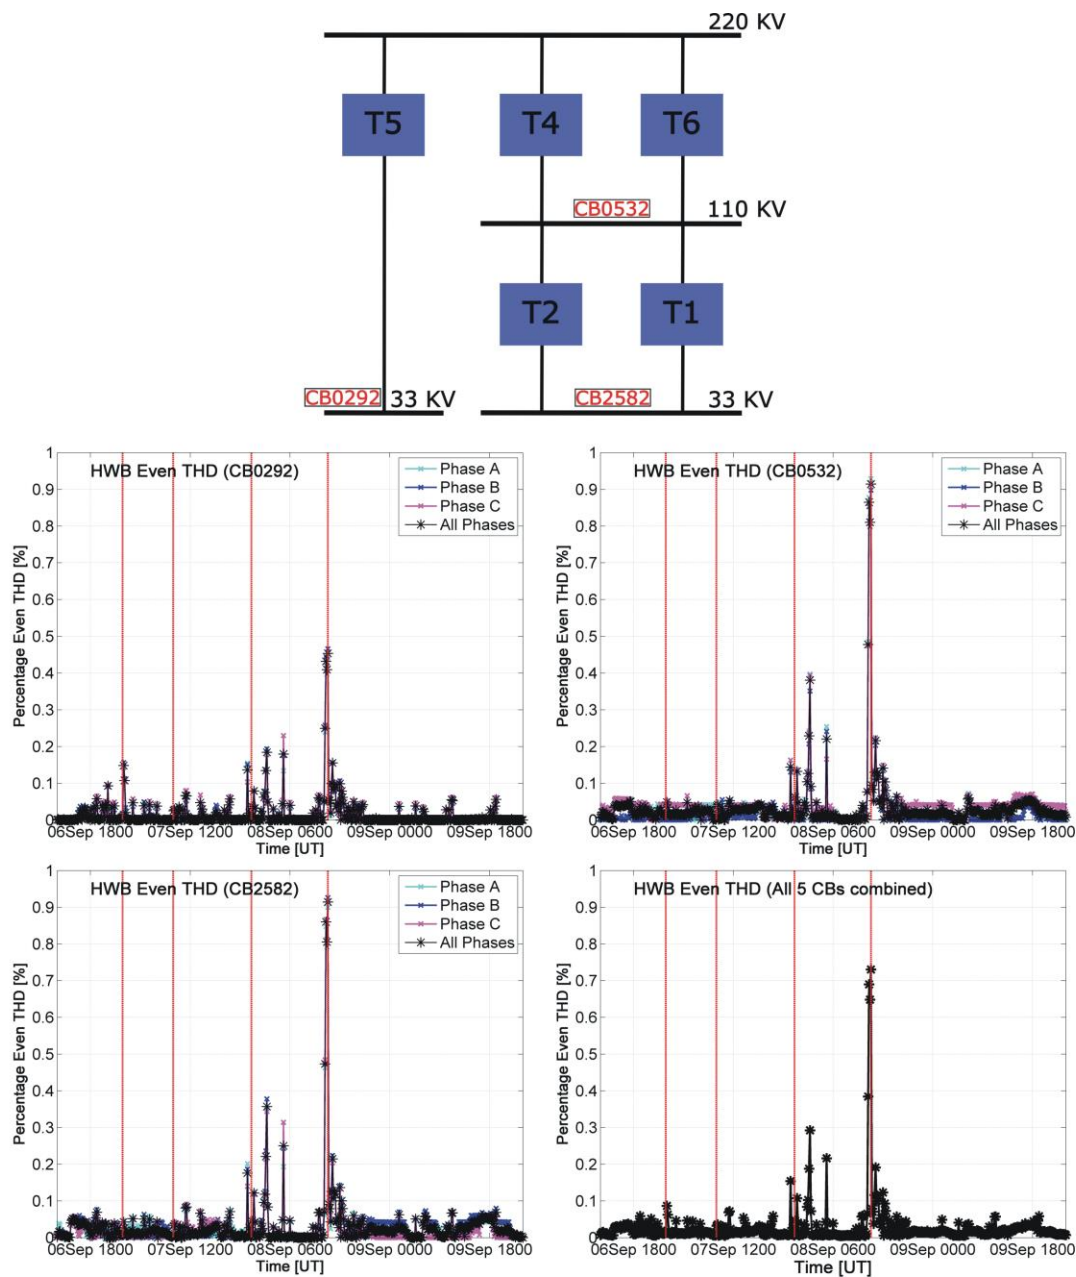 220 KV
T5
T4
T6
CB0532
110 KV
T2
T1
CB0292
33 KV
CB2582
33 KV
HWB Even THD (CB0292)
Phase A
Phase B
Phase C
All Phases
Percentage Even THD [%]
1
0.9
0.8
0.7
0.6
0.5
0.4
0.3
0.2
0.1
0
06Sep 1800
07Sep 1200
08Sep 0600
09Sep 0000
09Sep 1800
Time [UT]
HWB Even THD (CB0532)
Phase A
Phase B
Phase C
All Phases
Percentage Even THD [%]
1
0.9
0.8
0.7
0.6
0.5
0.4
0.3
0.2
0.1
0
06Sep 1800
07Sep 1200
08Sep 0600
09Sep 0000
09Sep 1800
Time [UT]
HWB Even THD (CB2582)
Phase A
Phase B
Phase C
All Phases
Percentage Even THD [%]
1
0.9
0.8
0.7
0.6
0.5
0.4
0.3
0.2
0.1
0
06Sep 1800
07Sep 1200
08Sep 0600
09Sep 0000
09Sep 1800
Time [UT]
HWB Even THD (All 5 CBs combined)
Percentage Even THD [%]
1
0.9
0.8
0.7
0.6
0.5
0.4
0.3
0.2
0.1
0
06Sep 1800
07Sep 1200
08Sep 0600
09Sep 0000
09Sep 1800
Time [UT]